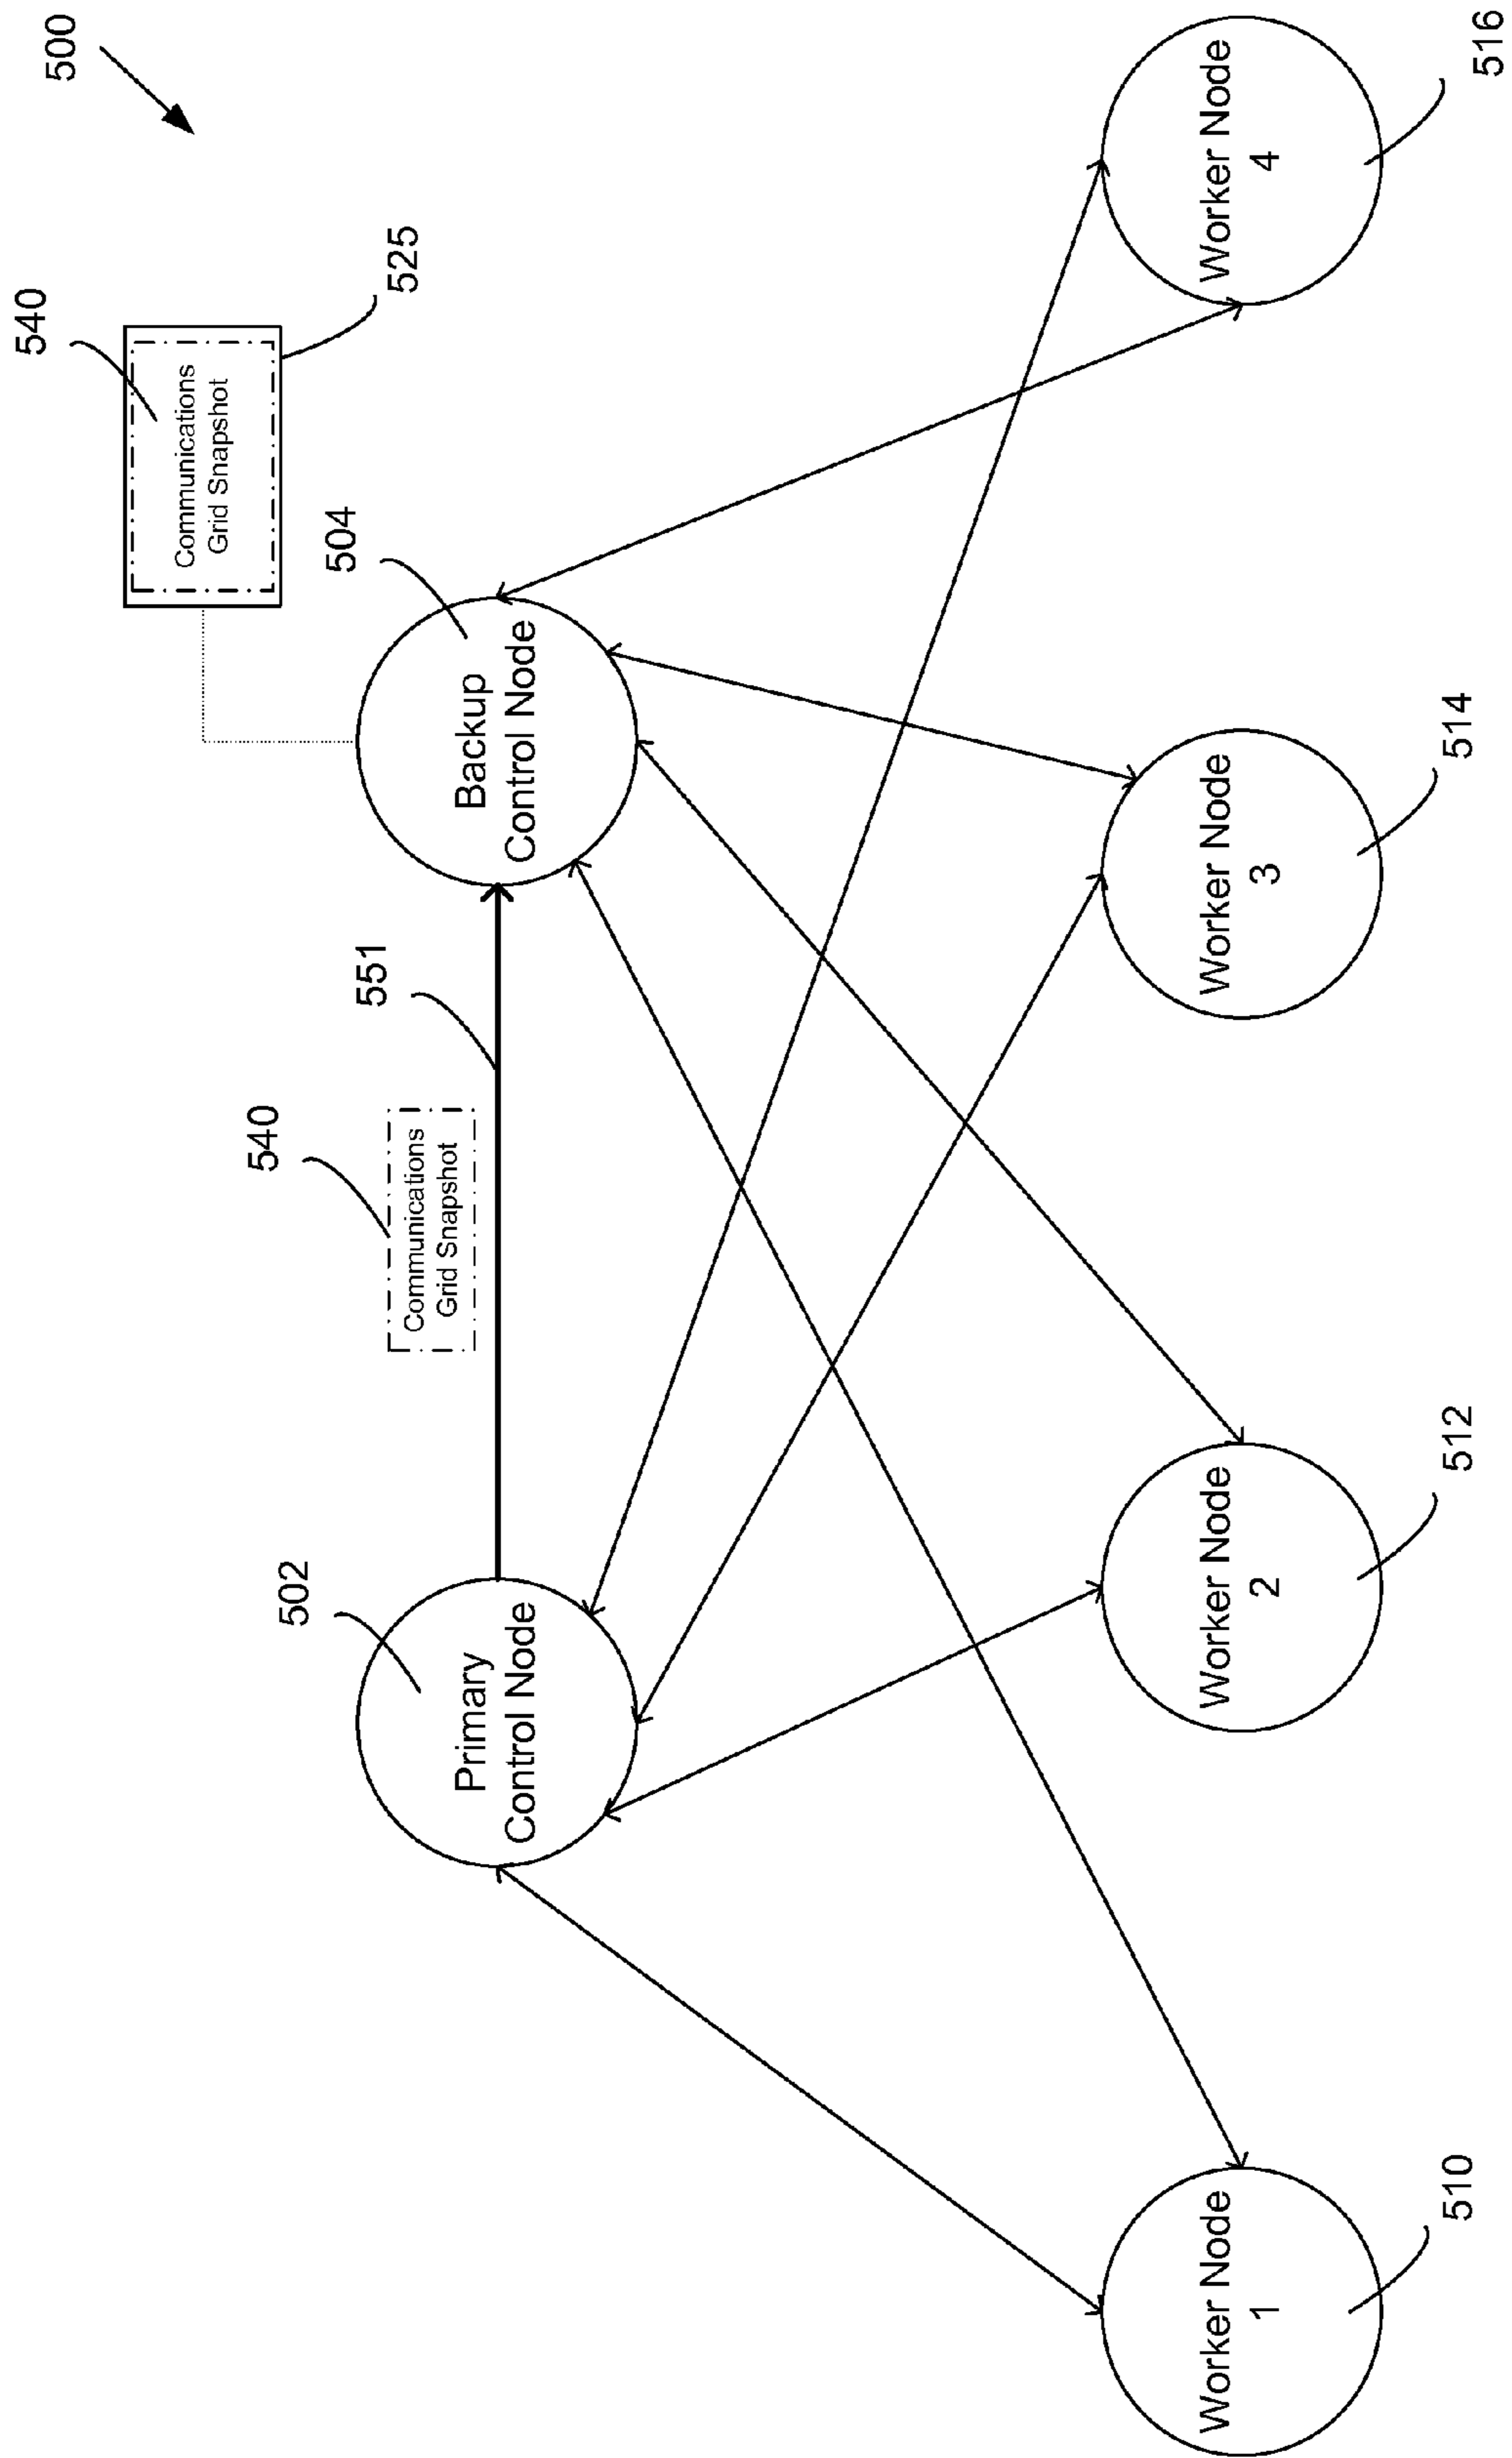 500
540
525
Communications
Grid Snapshot
504
Backup
Control Node
551
540
Communications
Grid Snapshot
502
Primary
Control Node
Worker Node
1
510
Worker Node
2
512
Worker Node
3
514
Worker Node
4
516